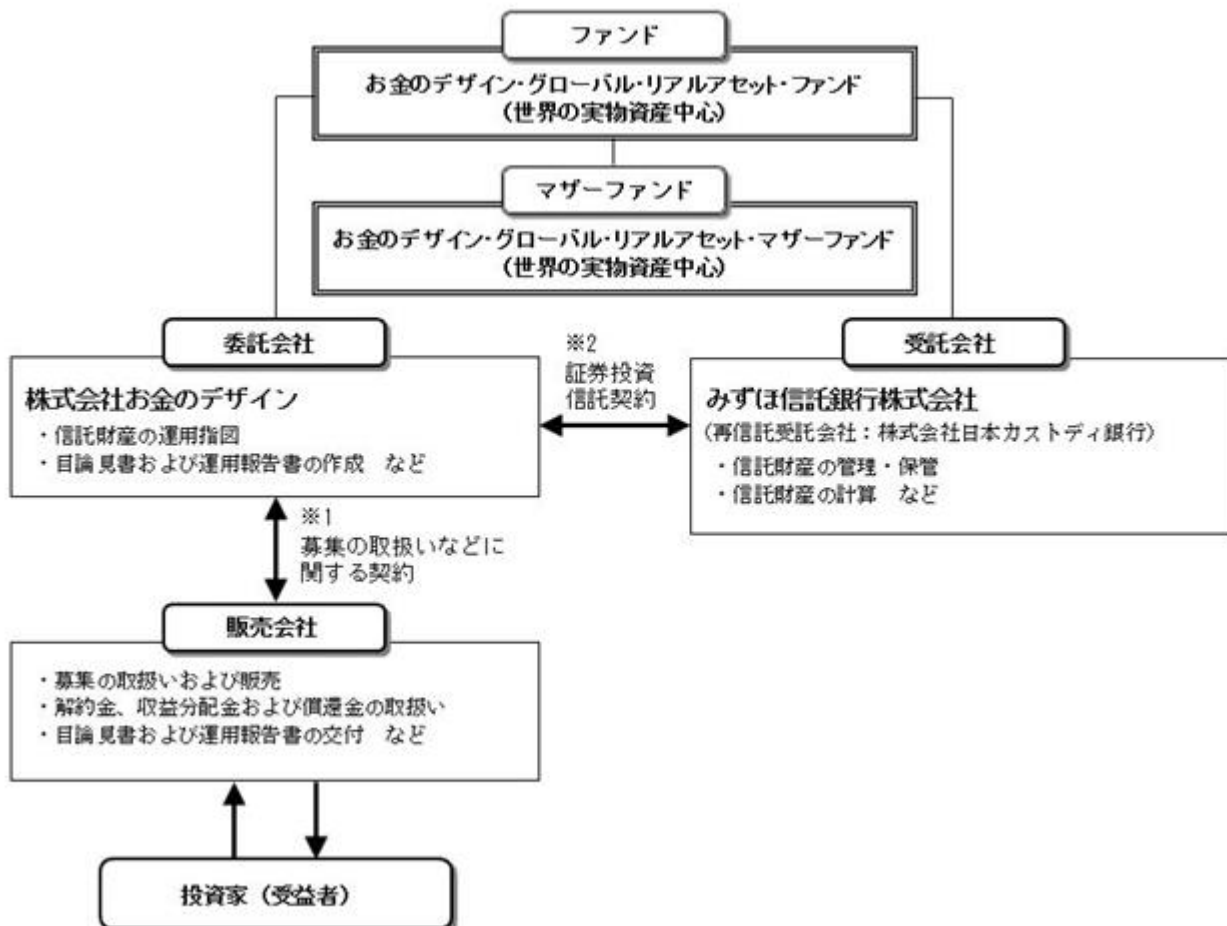 ファンド
お金のデザイン・グローバル・リアルアセット・ファンド
(世界の実物資産中心)
マザーファンド
お金のデザイン・グローバル・リアルアセット・マザーファンド
(世界の実物資産中心)
委託会社
株式会社お金のデザイン
・信託財産の運用指図
・目論見書および運用報告書の作成 など
※2
証券投資
信託契約
受託会社
みずほ信託銀行株式会社
(再信託受託会社：株式会社日本カストディ銀行)
・信託財産の管理・保管
・信託財産の計算 など
※1
募集の取扱いなどに
関する契約
販売会社
・募集の取扱いおよび販売
・解約金、収益分配金および償還金の取扱い
・目論見書および運用報告書の交付 など
投資家（受益者）